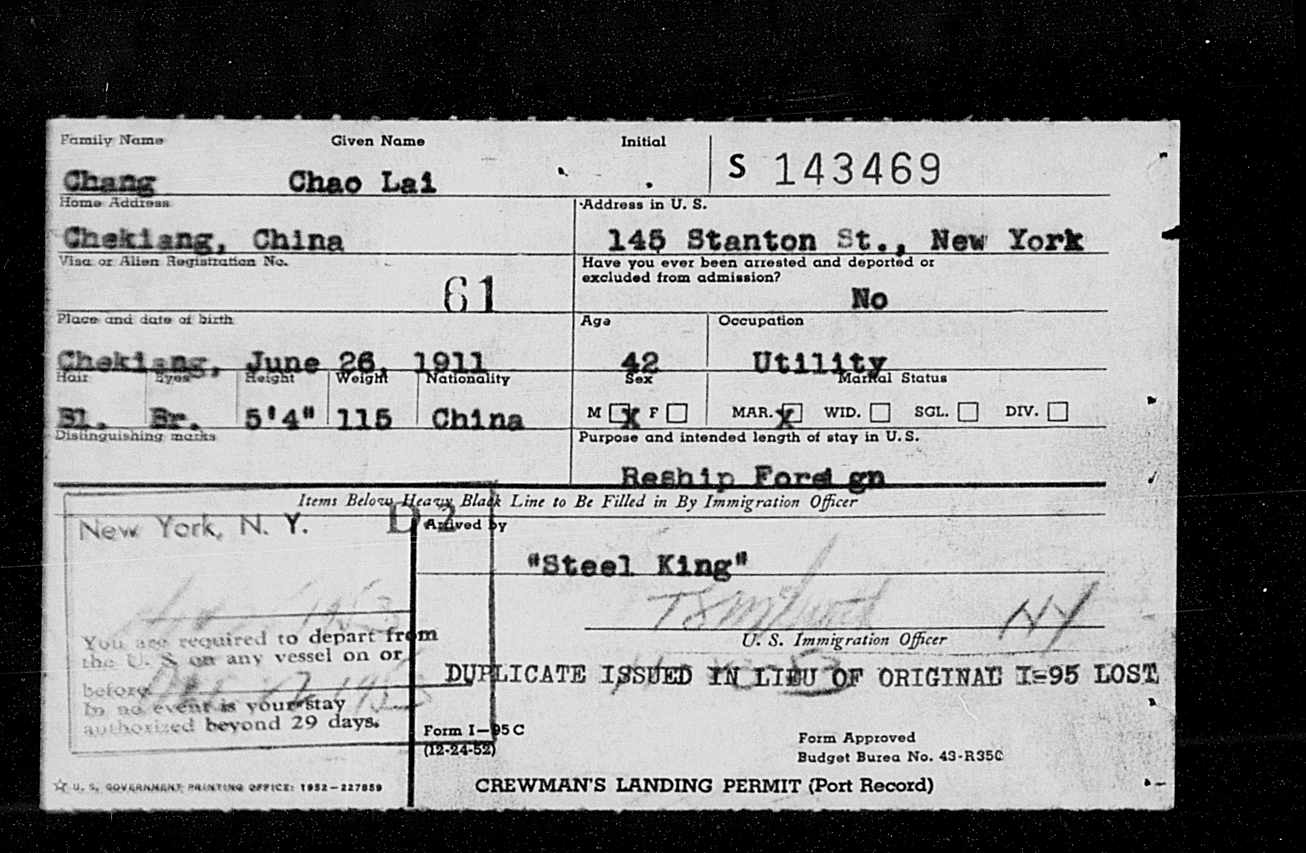 Family Name Given Name Initial
Chang Chao Lai . S 143469
Home Address Address in U. S.
Chekiang, China 145 Stanton St., New York
Visa or Alien Registration No. Have you ever been arrested and deported or
excluded from admission?
61 No
Place and date of birth Age Occupation
Chekiang, June 26, 1911 42 Utility
Hair Eyes Height Weight Nationality Sex Marital Status
Bl. Br. 5'4" 115 China M X F MAR. X WID. SGL. DIV.
Distinguishing marks Purpose and intended length of stay in U.S.
Reship Foreign
Items Below Heavy Black Line to Be Filled in By Immigration Officer
New York, N. Y. D 2 Arrived by
"Steel King"
1953 NY
U. S. Immigration Officer
You are required to depart from
the U. S. on any vessel on or
DUPLICATE ISSUED IN LIEU OF ORIGINAL I-95 LOST
before 1953
In no event is your stay
authorized beyond 29 days.
Form I-95 C
(12-24-52)
Form Approved
Budget Burea No. 43-R350
☆ U. S. GOVERNMENT PRINTING OFFICE: 1952-227859
CREWMAN'S LANDING PERMIT (Port Record)